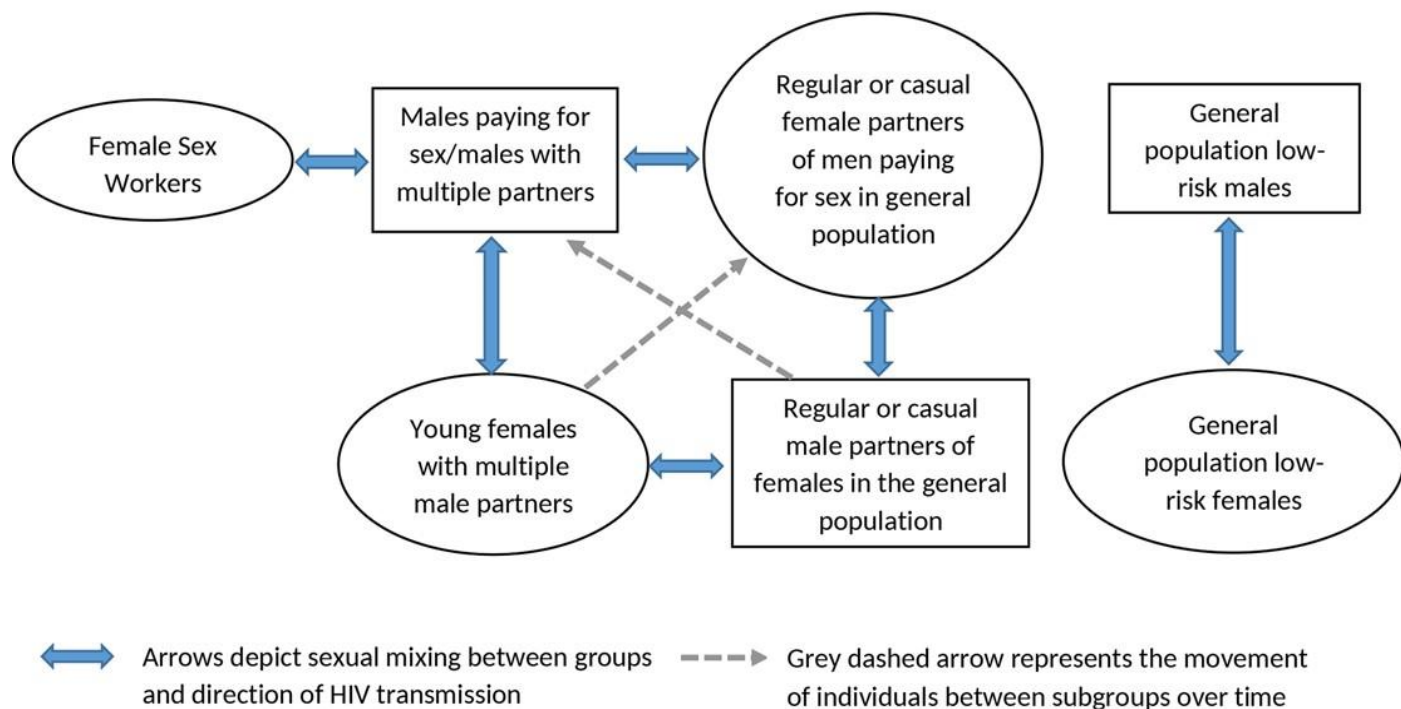 Female Sex
Workers
Males paying for
sex/males with
multiple partners
Regular or casual
female partners
of men paying
for sex in general
population
General
population low-
risk males
Young females
with multiple
male partners
Regular or casual
male partners of
females in the general
population
General
population low-
risk females
Arrows depict sexual mixing between groups
and direction of HIV transmission
Grey dashed arrow represents the movement
of individuals between subgroups over time